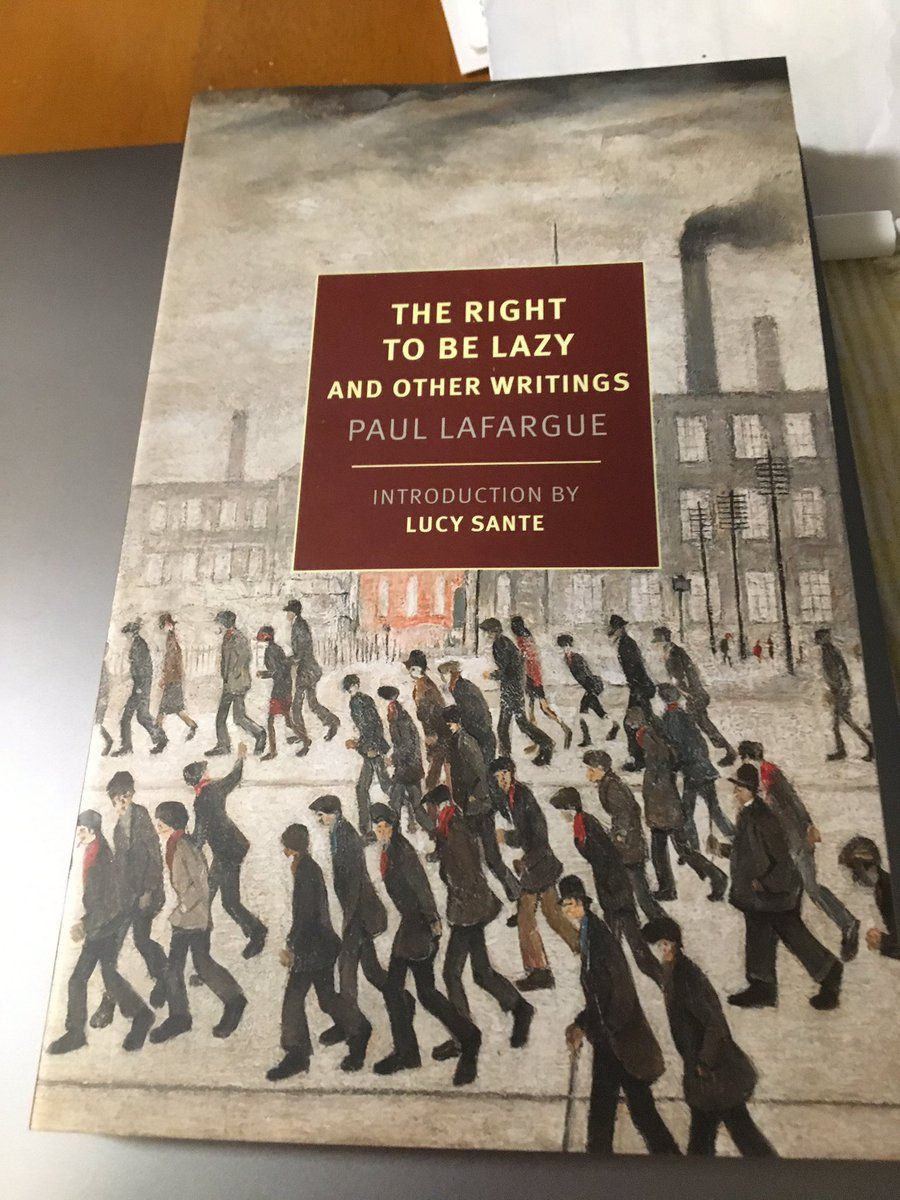 THE RIGHT
TO BE LAZY
AND OTHER WRITINGS
PAUL LAFARGUE
INTRODUCTION BY
LUCY SANTE